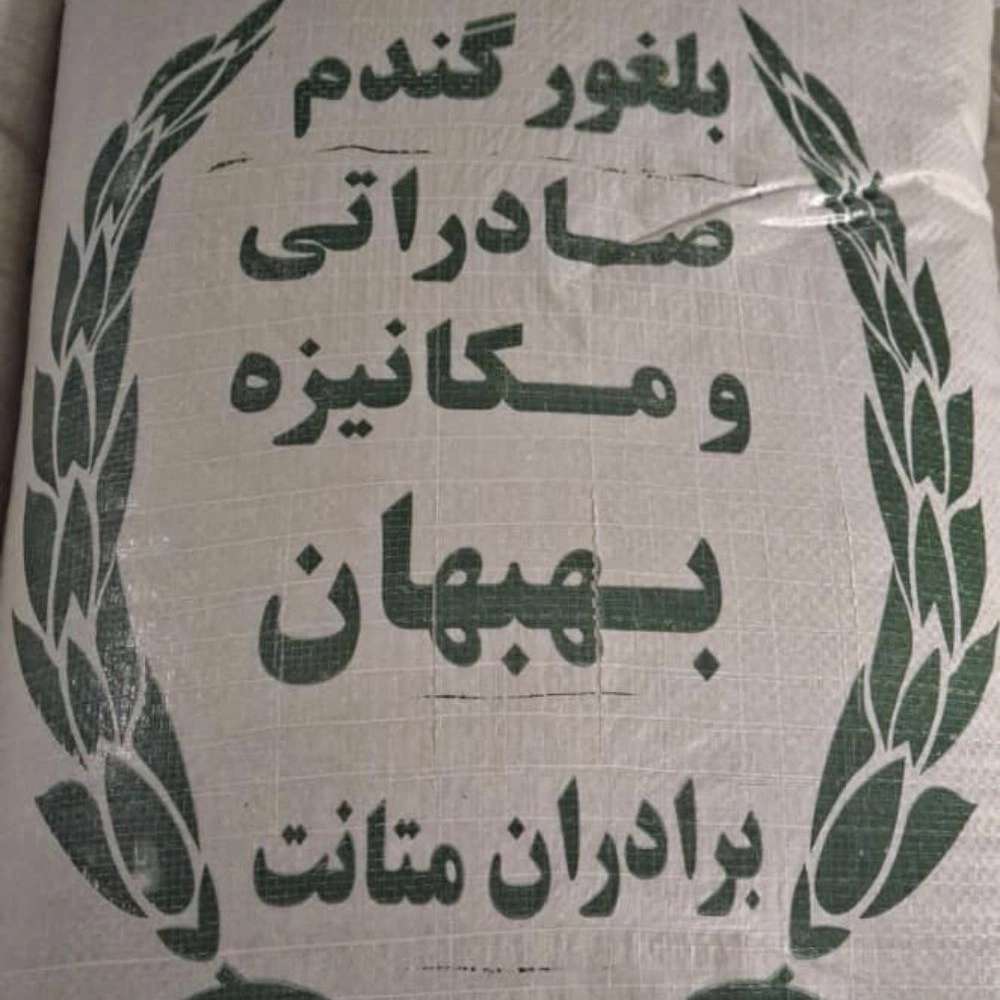 بلغور گندم
صادراتی
و مکانیزه
بهبهان
برادران متانت